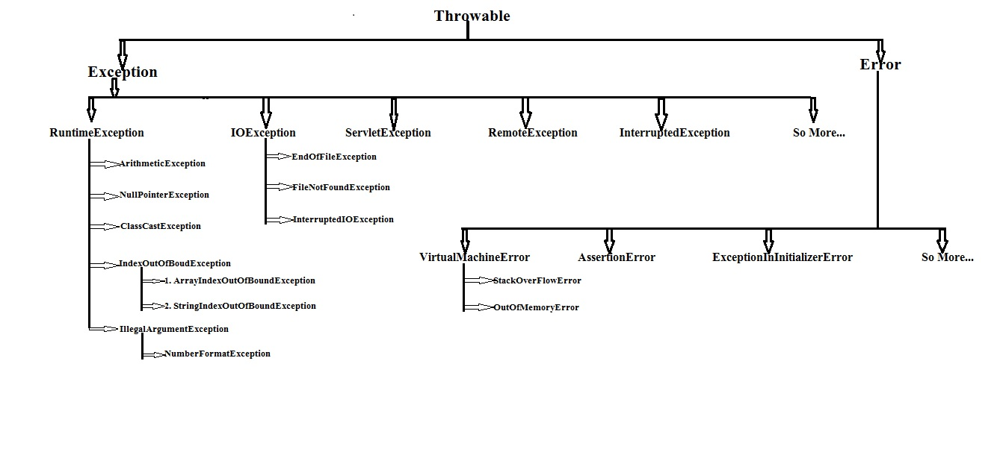 Throwable
Exception
Error
RuntimeException
IOException
ServletException
RemoteException
InterruptedException
So More...
ArithmeticException
NullPointerException
ClassCastException
IndexOutOfBoudException
1. ArrayIndexOutOfBoundException
2. StringIndexOutOfBoundException
IllegalArgumentException
NumberFormatException
EndOfFileException
FileNotFoundException
InterruptedIOException
VirtualMachineError
AssertionError
ExceptionInInitializerError
So More...
StackOverFlowError
OutOfMemoryError